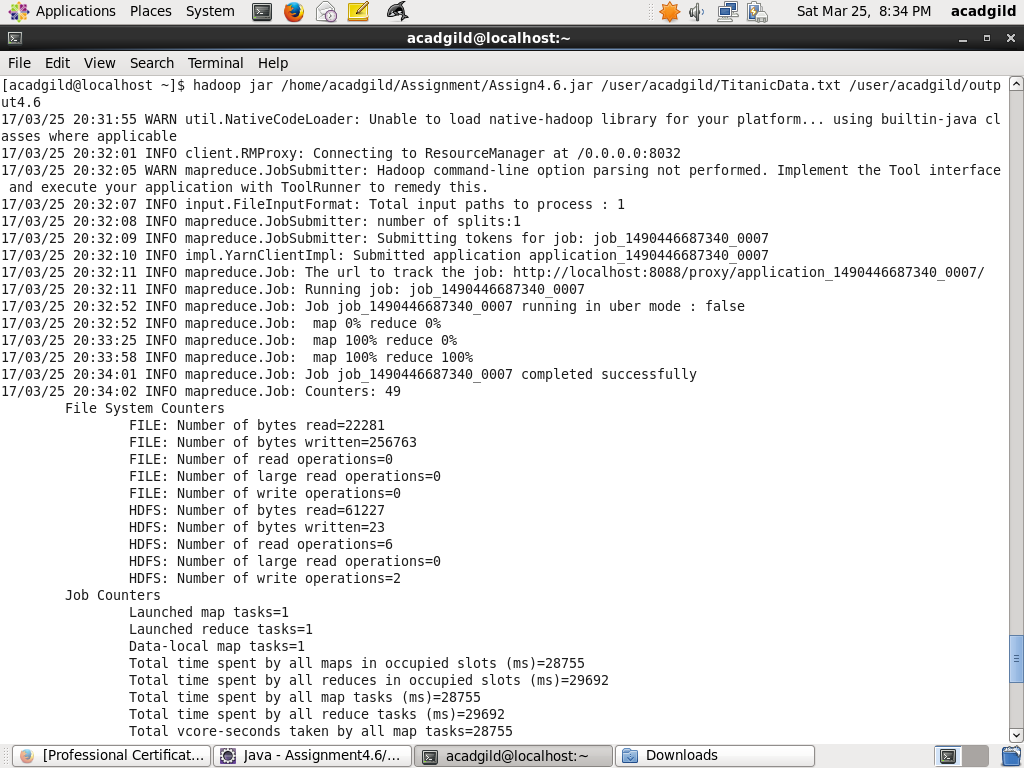 Applications Places System Sat Mar 25, 8:34 PM acadgild
acadgild@localhost:~
File Edit View Search Terminal Help
[acadgild@localhost ~]$ hadoop jar /home/acadgild/Assignment/Assign4.6.jar /user/acadgild/TitanicData.txt /user/acadgild/outp
ut4.6
17/03/25 20:31:55 WARN util.NativeCodeLoader: Unable to load native-hadoop library for your platform... using builtin-java cl
asses where applicable
17/03/25 20:32:01 INFO client.RMProxy: Connecting to ResourceManager at /0.0.0.0:8032
17/03/25 20:32:05 WARN mapreduce.JobSubmitter: Hadoop command-line option parsing not performed. Implement the Tool interface
 and execute your application with ToolRunner to remedy this.
17/03/25 20:32:07 INFO input.FileInputFormat: Total input paths to process : 1
17/03/25 20:32:08 INFO mapreduce.JobSubmitter: number of splits:1
17/03/25 20:32:09 INFO mapreduce.JobSubmitter: Submitting tokens for job: job_1490446687340_0007
17/03/25 20:32:10 INFO impl.YarnClientImpl: Submitted application application_1490446687340_0007
17/03/25 20:32:11 INFO mapreduce.Job: The url to track the job: http://localhost:8088/proxy/application_1490446687340_0007/
17/03/25 20:32:11 INFO mapreduce.Job: Running job: job_1490446687340_0007
17/03/25 20:32:52 INFO mapreduce.Job: Job job_1490446687340_0007 running in uber mode : false
17/03/25 20:32:52 INFO mapreduce.Job:  map 0% reduce 0%
17/03/25 20:33:25 INFO mapreduce.Job:  map 100% reduce 0%
17/03/25 20:33:58 INFO mapreduce.Job:  map 100% reduce 100%
17/03/25 20:34:01 INFO mapreduce.Job: Job job_1490446687340_0007 completed successfully
17/03/25 20:34:02 INFO mapreduce.Job: Counters: 49
File System Counters
FILE: Number of bytes read=22281
FILE: Number of bytes written=256763
FILE: Number of read operations=0
FILE: Number of large read operations=0
FILE: Number of write operations=0
HDFS: Number of bytes read=61227
HDFS: Number of bytes written=23
HDFS: Number of read operations=6
HDFS: Number of large read operations=0
HDFS: Number of write operations=2
Job Counters
Launched map tasks=1
Launched reduce tasks=1
Data-local map tasks=1
Total time spent by all maps in occupied slots (ms)=28755
Total time spent by all reduces in occupied slots (ms)=29692
Total time spent by all map tasks (ms)=28755
Total time spent by all reduce tasks (ms)=29692
Total vcore-seconds taken by all map tasks=28755
[Professional Certificat... Java - Assignment4.6/... acadgild@localhost:~ Downloads